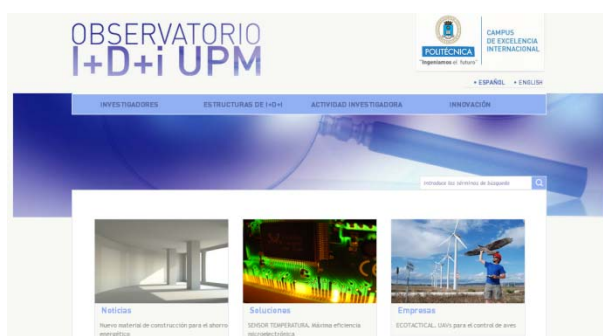 OBSERVATORIO
I+D+i UPM
POLITÉCNICA
"Ingeniamos el futuro"
CAMPUS
DE EXCELENCIA
INTERNACIONAL
+ ESPAÑOL + ENGLISH
INVESTIGADORES ESTRUCTURAS DE I+D+I ACTIVIDAD INVESTIGADORA INNOVACIÓN
Introduce los términos de búsqueda
Noticias
Nuevo material de construcción para el ahorro
energético
Soluciones
SENSOR TEMPERATURA, Máxima eficiencia
microelectrónica
Empresas
ECOTACTICAL, UAVs para el control de aves